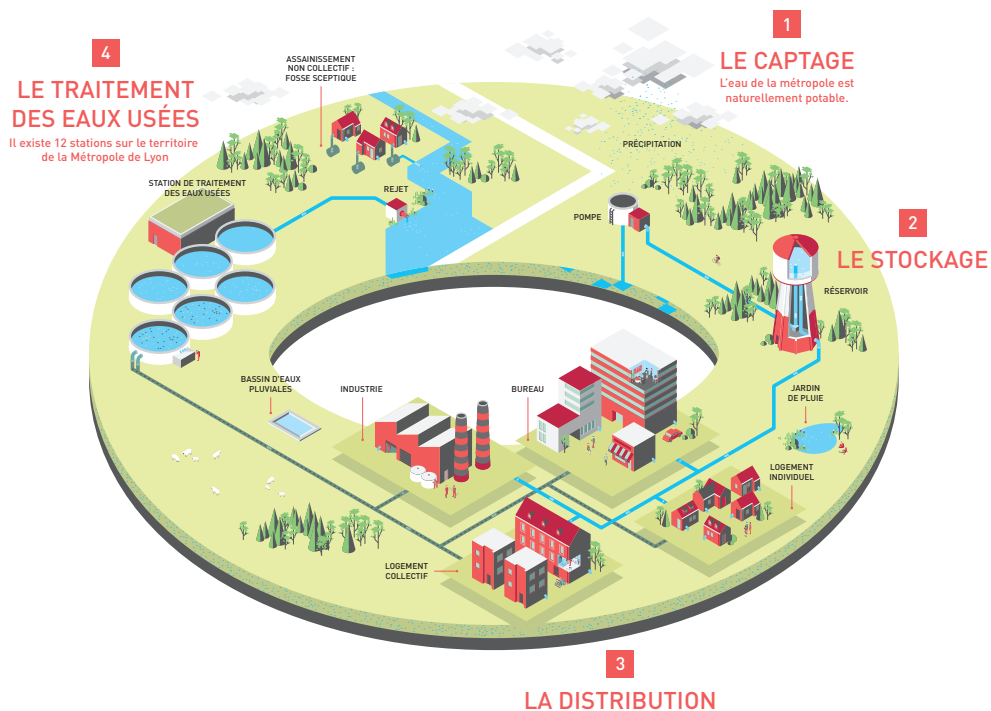 1
LE CAPTAGE
L'eau de la métropole est
naturellement potable.
PRÉCIPITATION
POMPE
2
LE STOCKAGE
RÉSERVOIR
JARDIN
DE PLUIE
LOGEMENT
INDIVIDUEL
BUREAU
INDUSTRIE
BASSIN D'EAUX
PLUVIALES
LOGEMENT
COLLECTIF
3
LA DISTRIBUTION
4
LE TRAITEMENT
DES EAUX USÉES
Il existe 12 stations sur le territoire
de la Métropole de Lyon
STATION DE TRAITEMENT
DES EAUX USÉES
REJET
ASSAINISSEMENT
NON COLLECTIF :
FOSSE SCEPTIQUE